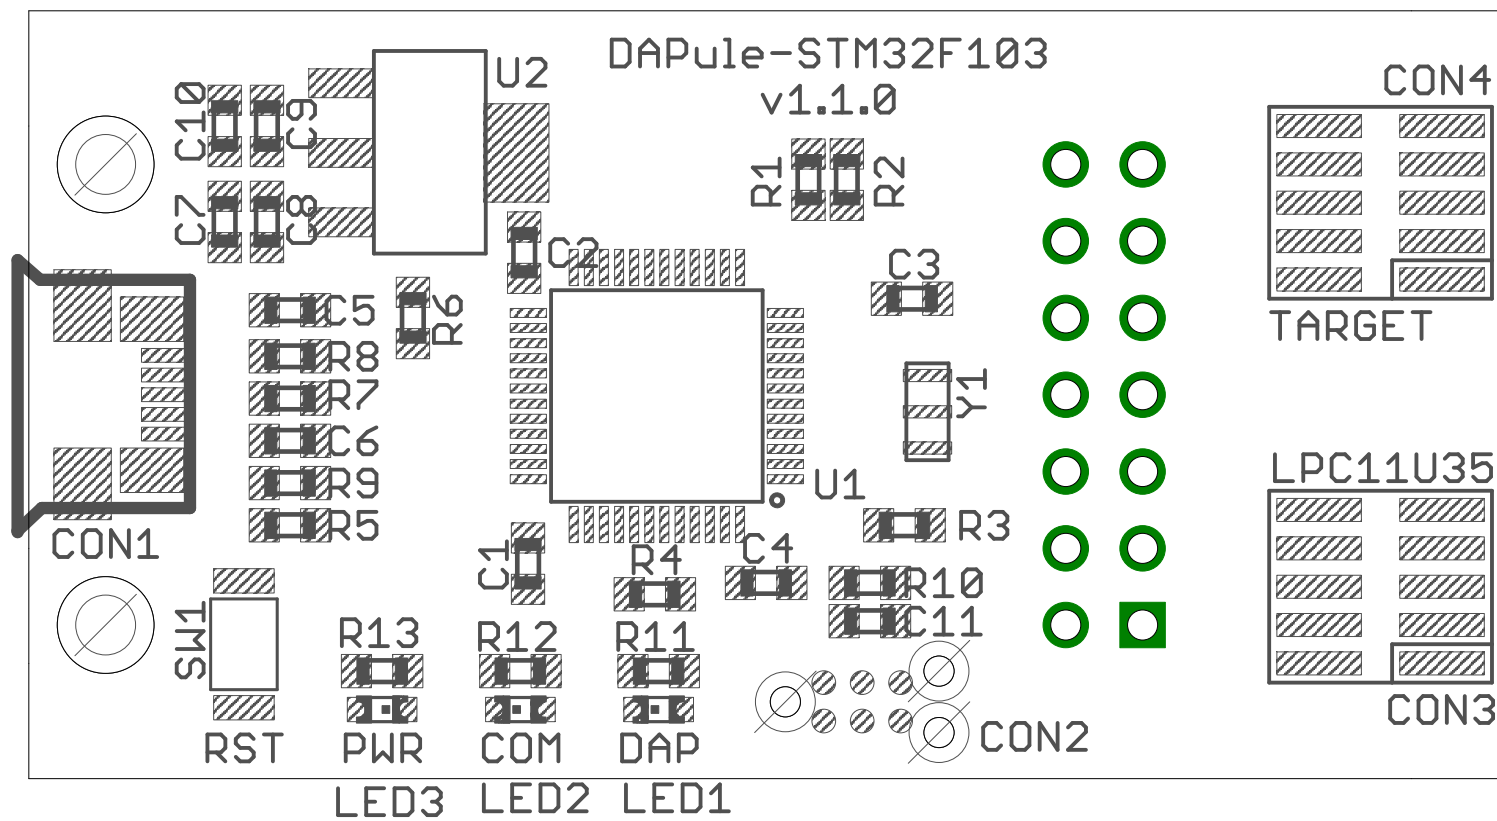 DAPule-STM32F103
v1.1.0
U2
CON4
C10
C9
R1
R2
C7
C8
C2
C3
TARGET
C5
R6
R8
R7
Y1
C6
R9
U1
LPC11U35
R5
R3
CON1
C1
R4
C4
R10
C11
SW1
R13
R12
R11
CON3
CON2
RST
PWR
COM
DAP
LED3
LED2
LED1